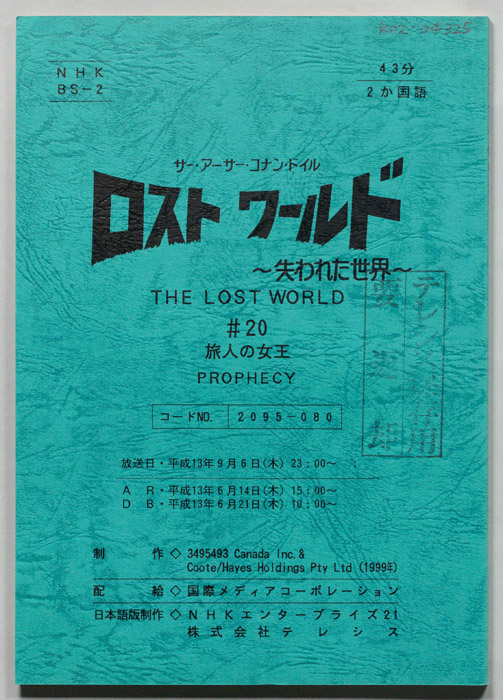 NHK
BS-2
43分
2か国語
サー・アーサー・コナン・ドイル
ロスト ワールド
～失われた世界～
THE LOST WORLD
#20
旅人の女王
PROPHECY
コードNO. 2095-080
放送日・平成13年9月6日(木) 23:00～
AR・平成13年6月14日(木) 15:00～
DB・平成13年6月21日(木) 10:00～
制作◇3495493 Canada Inc.&
Coote/Hayes Holdings Pty Ltd (1999年)
配給◇国際メディアコーポレーション
日本語版制作◇NHKエンタープライズ21
株式会社テレシス